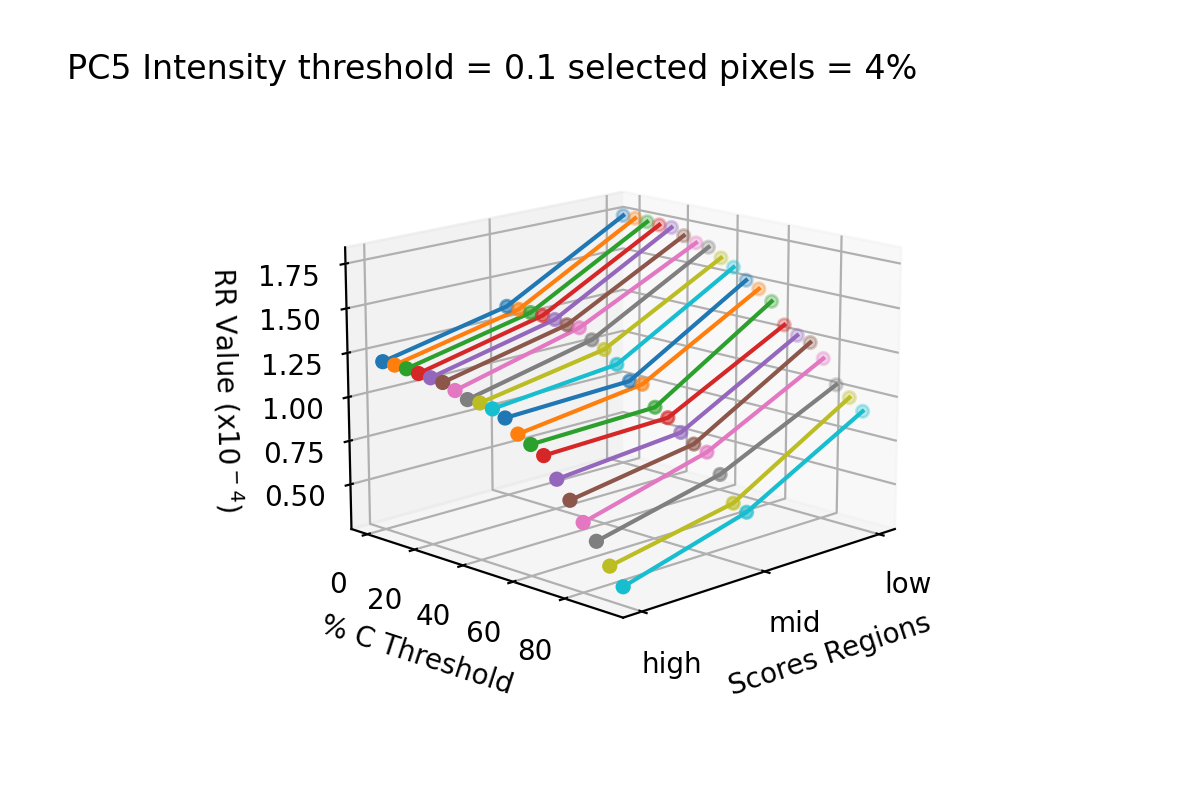 PC5 Intensity threshold = 0.1 selected pixels = 4%
RR Value (x10⁻⁴)
1.75
1.50
1.25
1.00
0.75
0.50
0
20
40
60
80
% C Threshold
high
mid
low
Scores Regions